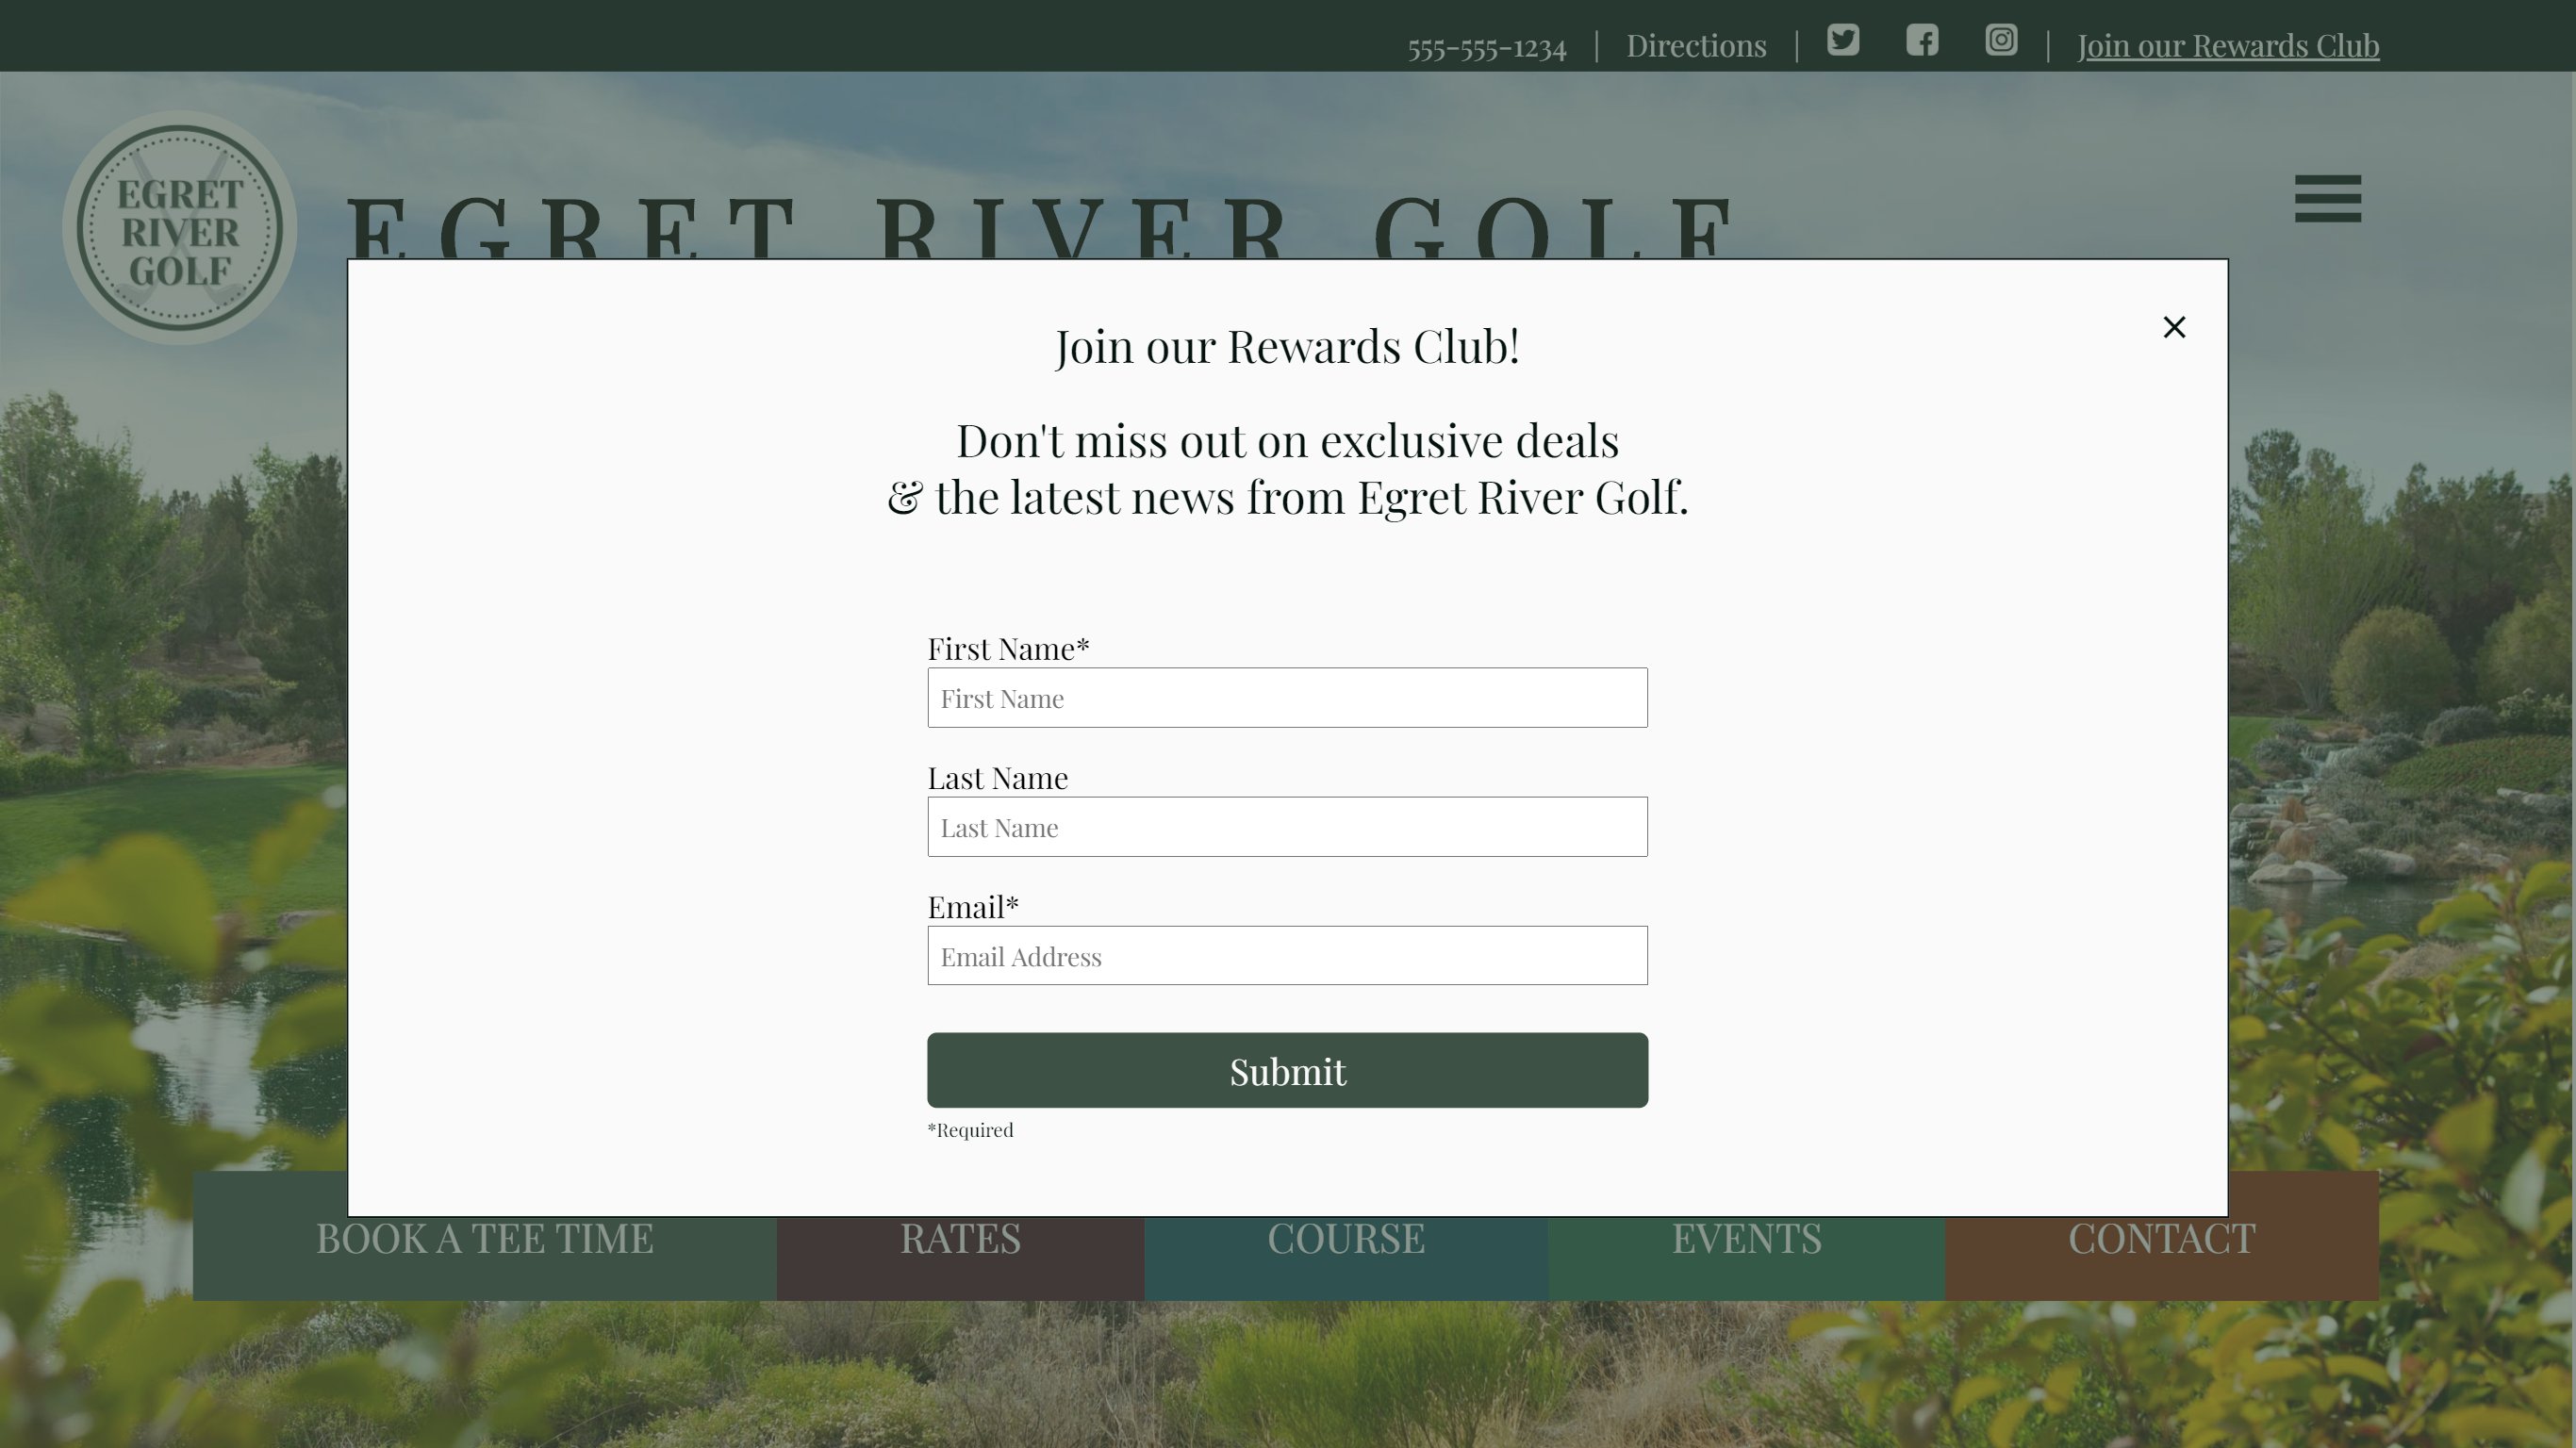 555-555-1234 | Directions | | Join our Rewards Club
EGRET
RIVER
GOLF
EGRET RIVER GOLF
Join our Rewards Club!
Don't miss out on exclusive deals
& the latest news from Egret River Golf.
First Name*
First Name
Last Name
Last Name
Email*
Email Address
Submit
*Required
BOOK A TEE TIME
RATES
COURSE
EVENTS
CONTACT